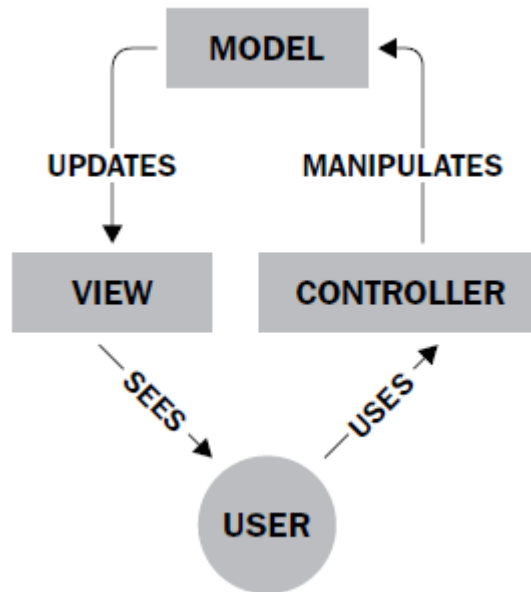 MODEL
UPDATES
MANIPULATES
VIEW
CONTROLLER
SEES
USES
USER